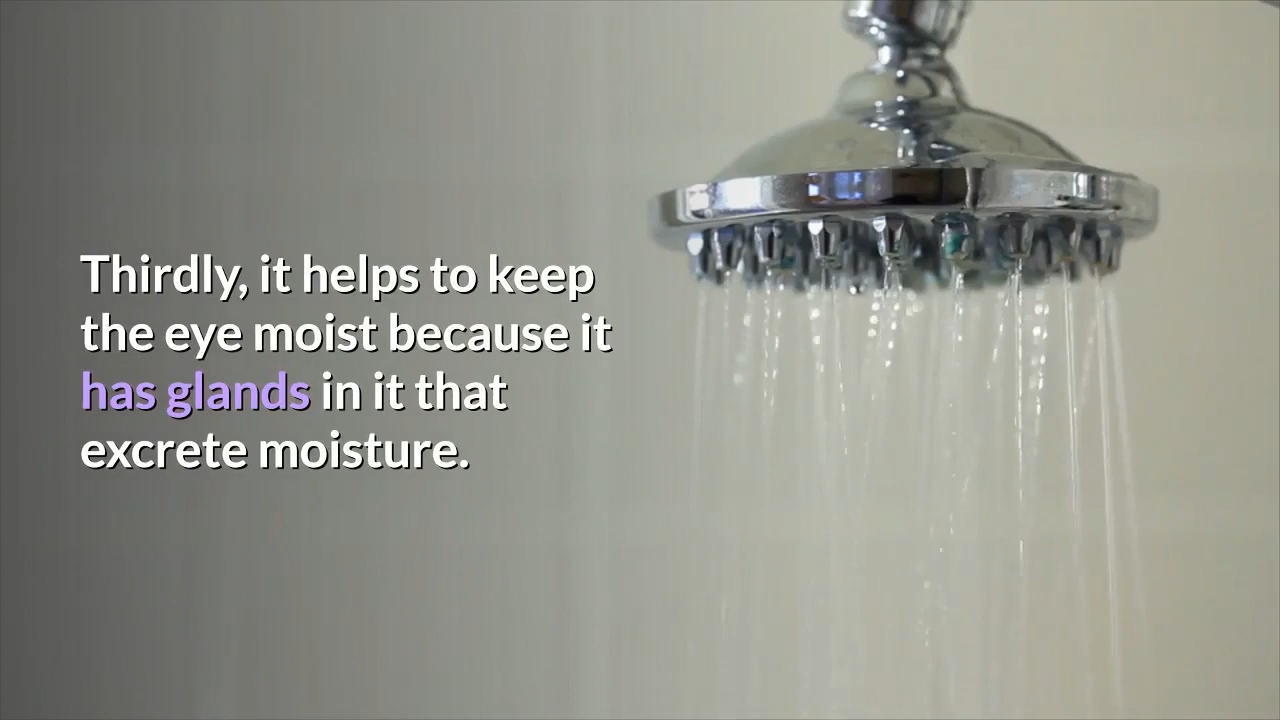 Thirdly, it helps to keep
the eye moist because it
has glands in it that
excrete moisture.